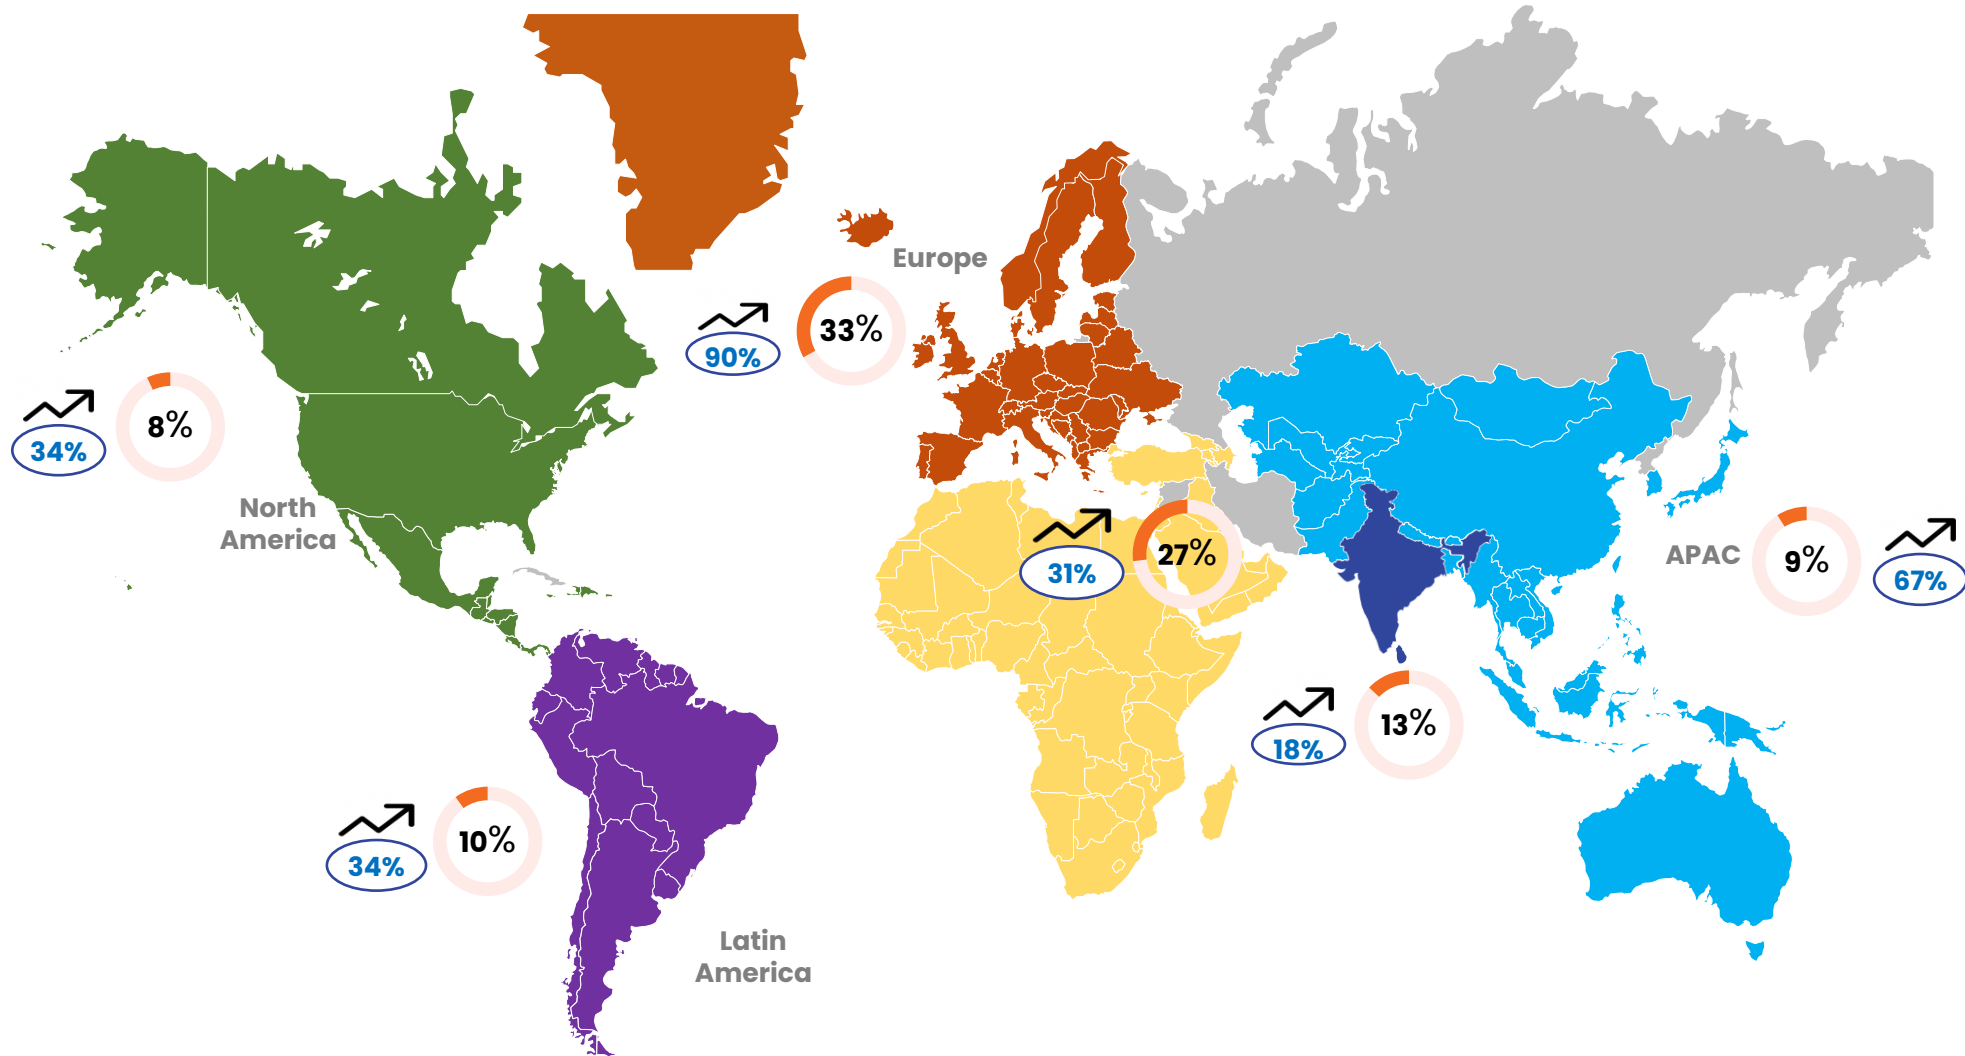 Europe
33%
90%
8%
34%
North
America
27%
31%
APAC
9%
67%
13%
18%
10%
34%
Latin
America